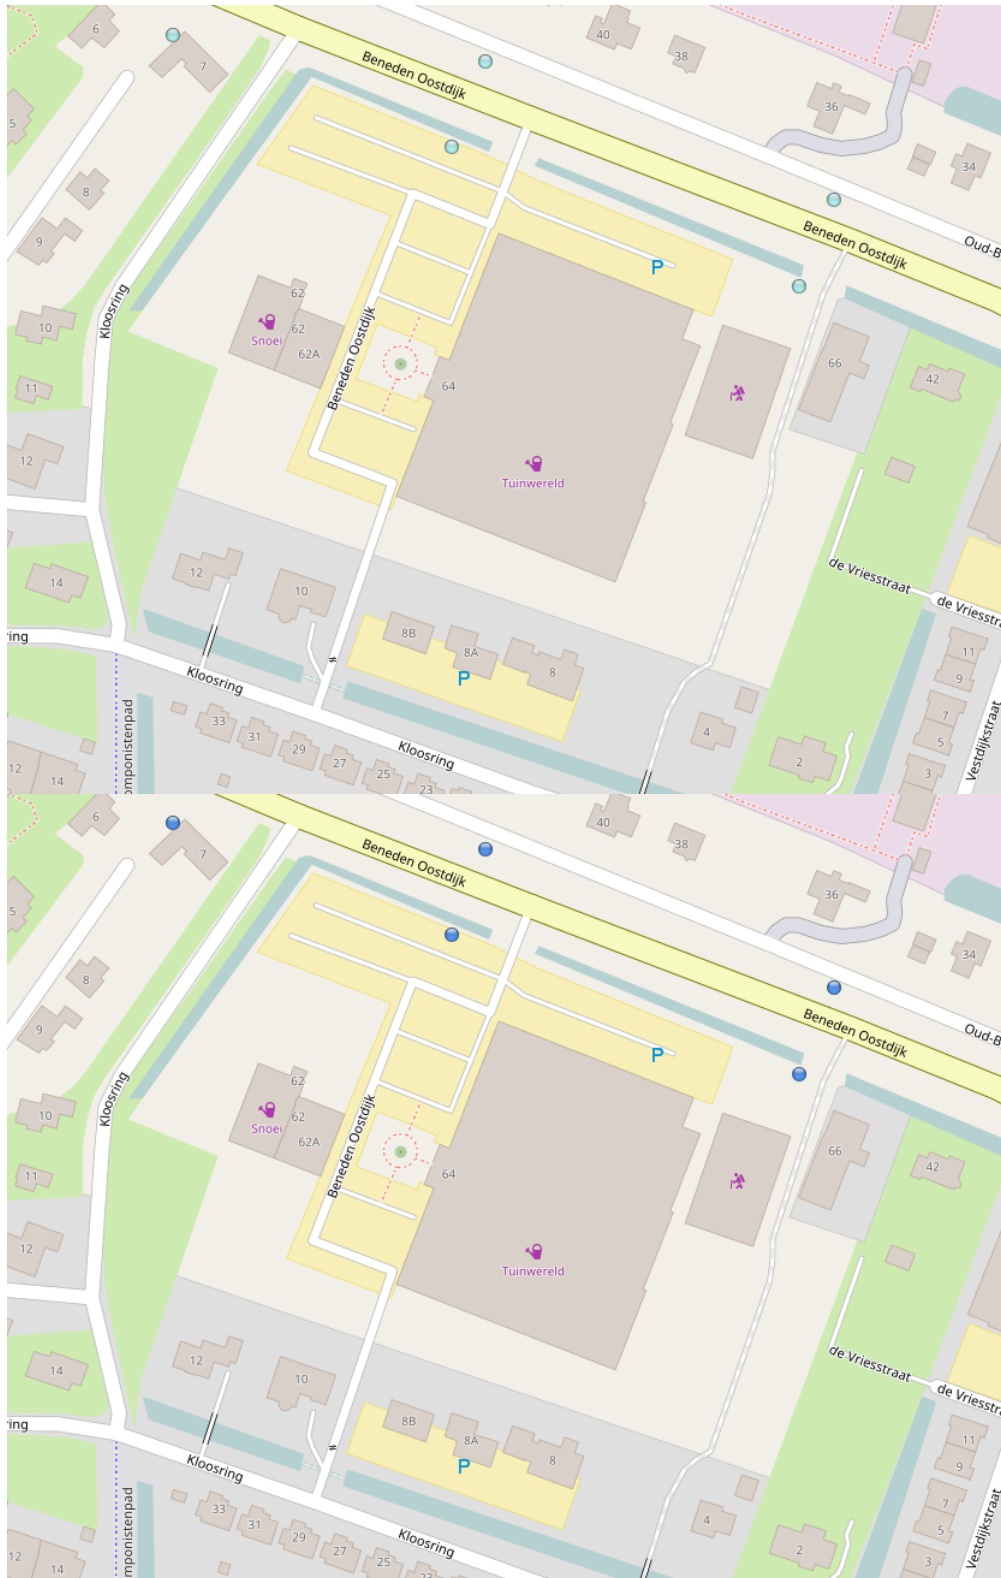 6
7
40
38
36
34
5
Beneden Oostdijk
8
9
Beneden Oostdijk
Oud-B
P
62
62
62A
Snoei
Kloosring
10
11
12
Beneden Oostdijk
64
66
42
Tuinwereld
12
10
14
de Vriesstraat
de Vriesstra
ring
8B
8A
8
P
11
9
7
5
3
Kloosring
omponistenpad
33
31
29
27
25
23
Kloosring
4
2
Vestdijkstraat
12
14
6
7
40
38
36
34
5
Beneden Oostdijk
8
9
Beneden Oostdijk
Oud-B
P
62
62
62A
Snoei
Kloosring
10
11
12
Beneden Oostdijk
64
66
42
Tuinwereld
12
10
14
de Vriesstraat
de Vriesstra
ring
8B
8A
8
P
11
9
7
5
3
Kloosring
omponistenpad
33
31
29
27
25
Kloosring
4
2
Vestdijkstraat
12
14